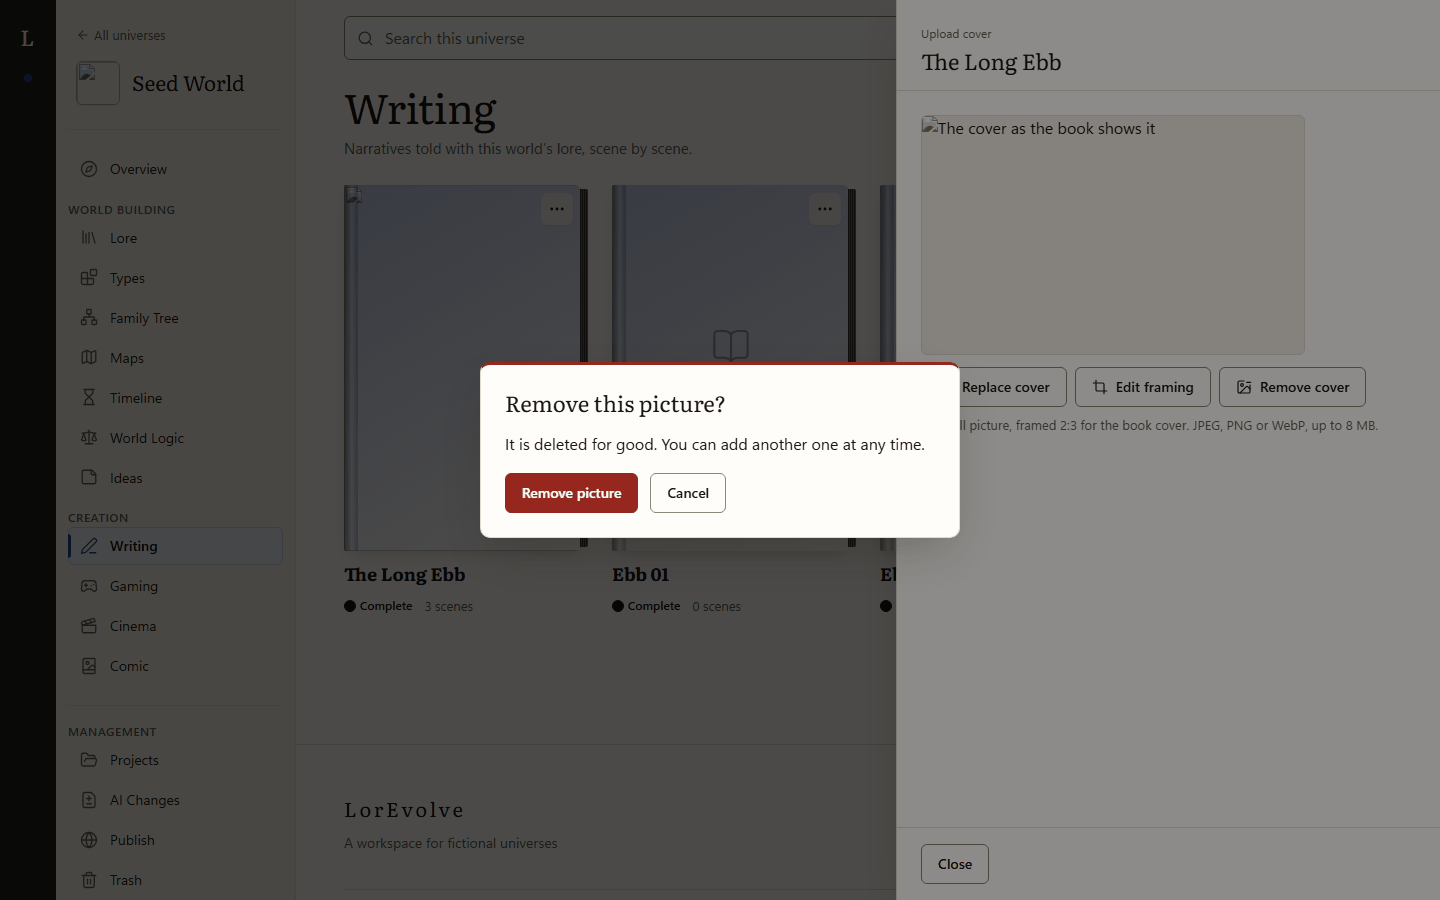 L
All universes
Seed World
Overview
WORLD BUILDING
Lore
Types
Family Tree
Maps
Timeline
World Logic
Ideas
CREATION
Writing
Gaming
Cinema
Comic
MANAGEMENT
Projects
AI Changes
Publish
Trash
Search this universe
Writing
Narratives told with this world's lore, scene by scene.
The Long Ebb
Complete 3 scenes
Ebb 01
Complete 0 scenes
LorEvolve
A workspace for fictional universes
Upload cover
The Long Ebb
The cover as the book shows it
Replace cover
Edit framing
Remove cover
picture, framed 2:3 for the book cover. JPEG, PNG or WebP, up to 8 MB.
Close
Remove this picture?
It is deleted for good. You can add another one at any time.
Remove picture
Cancel